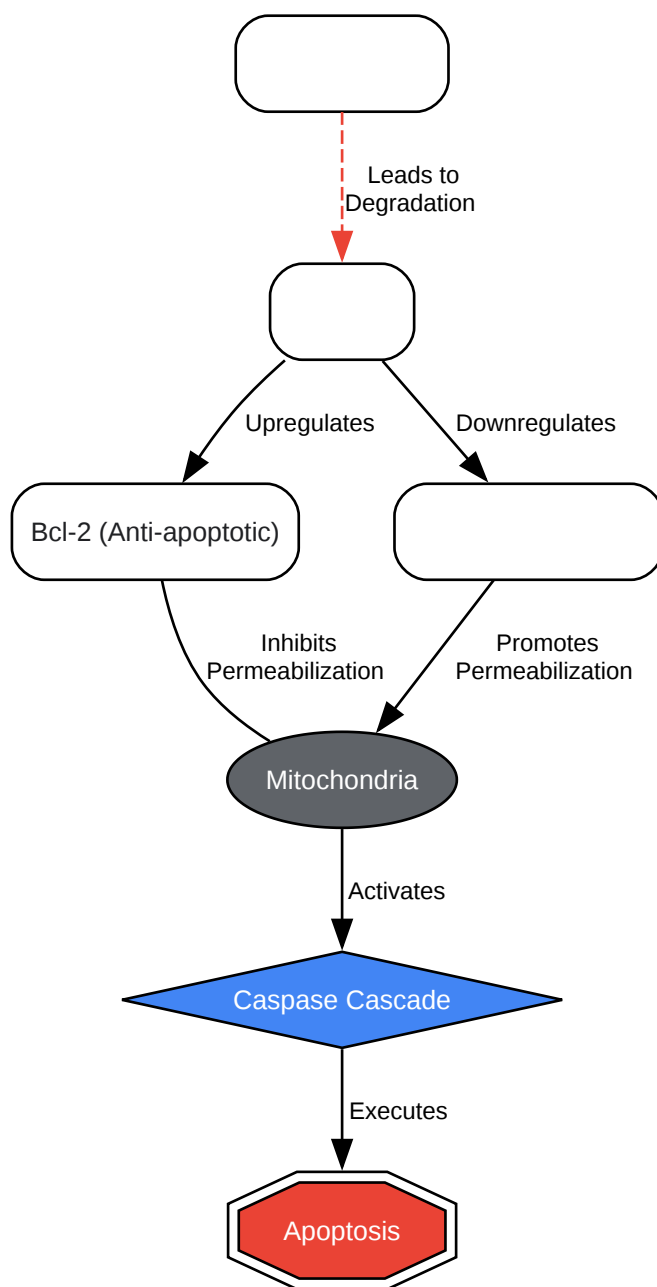 Leads to
Degradation
Upregulates
Downregulates
Bcl-2 (Anti-apoptotic)
Inhibits
Permeabilization
Promotes
Permeabilization
Mitochondria
Activates
Caspase Cascade
Executes
Apoptosis